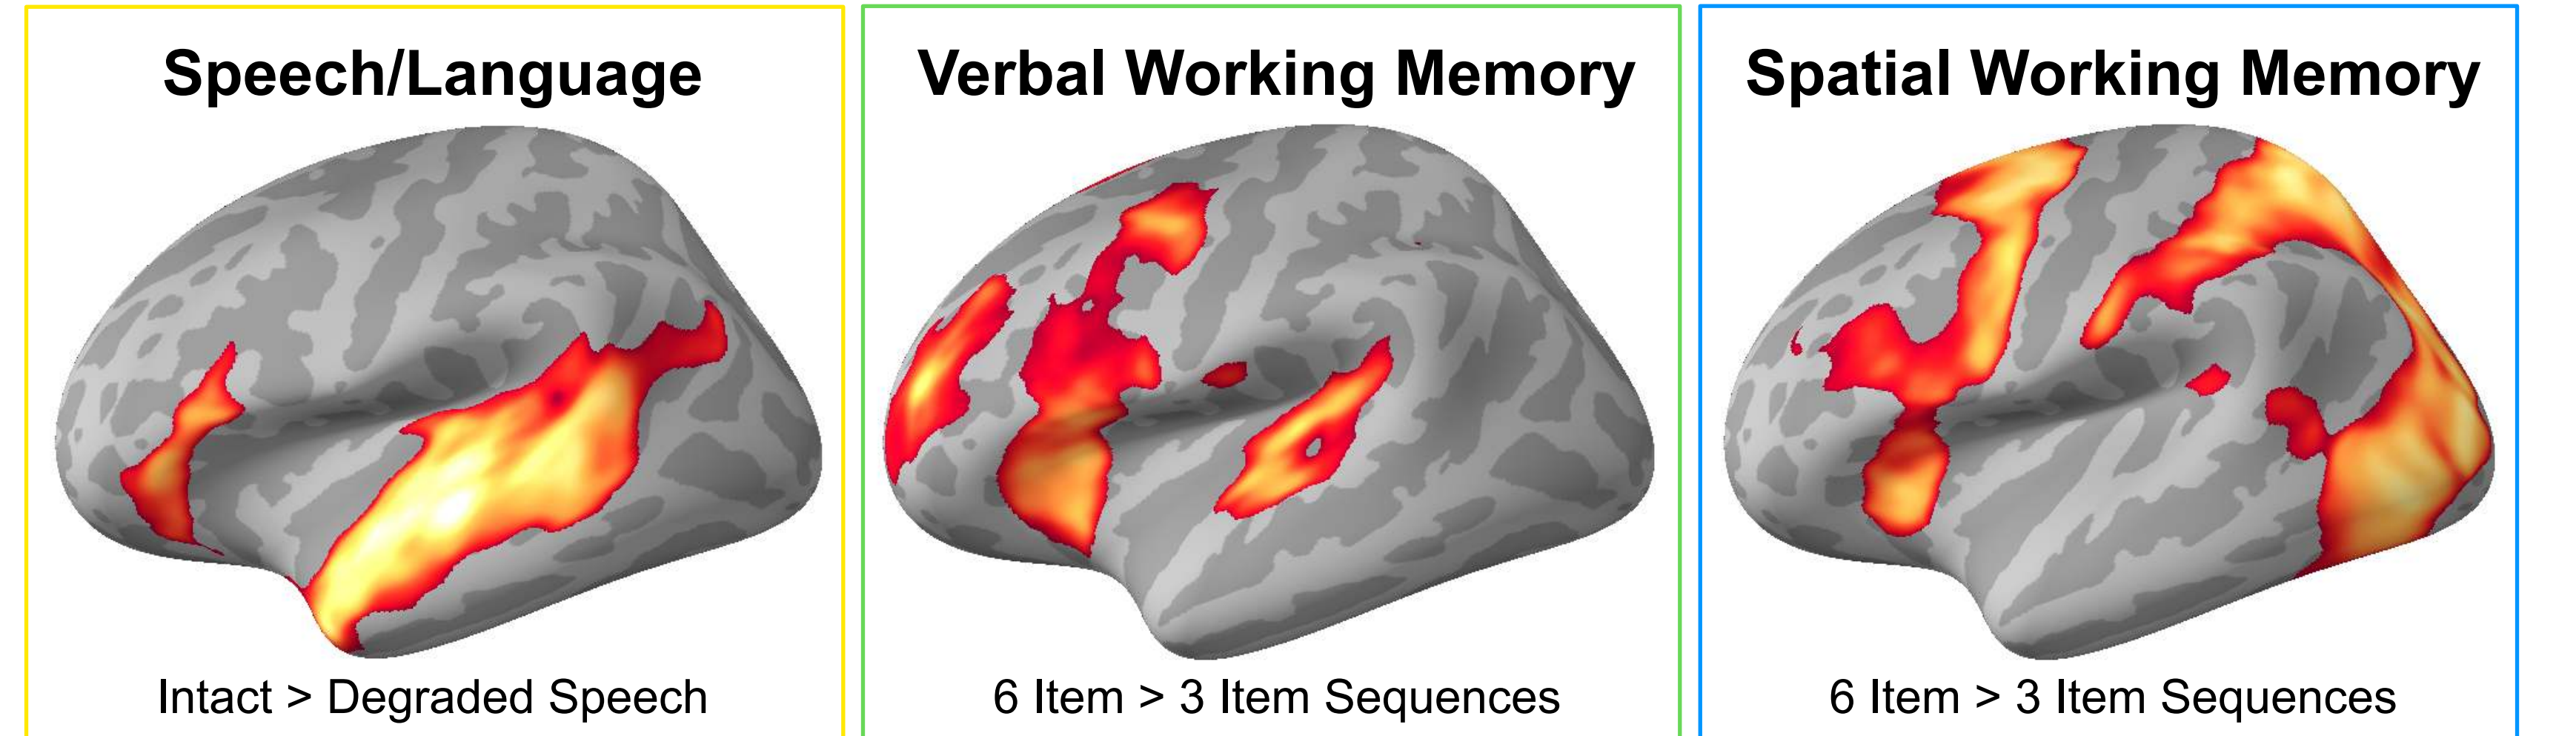 Speech/Language
Verbal Working Memory
Spatial Working Memory
Intact > Degraded Speech
6 Item > 3 Item Sequences
6 Item > 3 Item Sequences